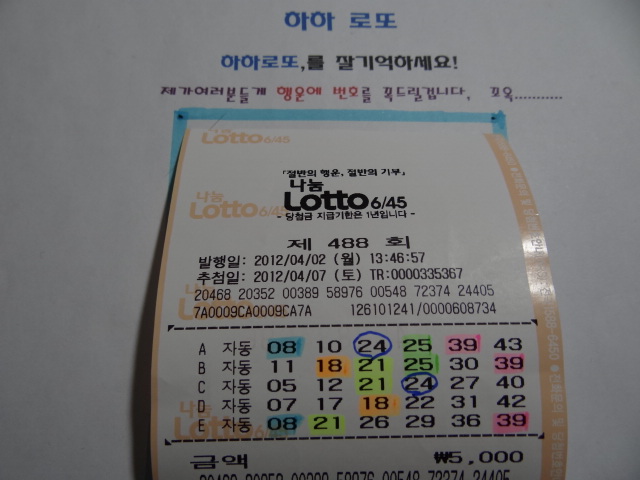 하하 로또
하하로또,를 잘기억하세요!
제가여러분들게 행운에 번호를 꼭드릴겁니다,
Lotto 6/45
「절반의 행운, 절반의 기부」
나눔
Lotto 6/45
- 당첨금 지급기한은 1년입니다 -
제 488 회
발행일: 2012/04/02 (월) 13:46:57
추첨일: 2012/04/07 (토) TR:0000335367
20468 20352 00389 58976 00548 72374 24405
7A0009CA0009CA7A 126101241/0000608734
A 자동 08 10 24 25 39 43
B 자동 11 18 21 25 30 39
C 자동 05 12 21 24 27 40
D 자동 07 17 18 22 31 42
E 자동 08 21 26 29 36 39
금액 ₩5,000